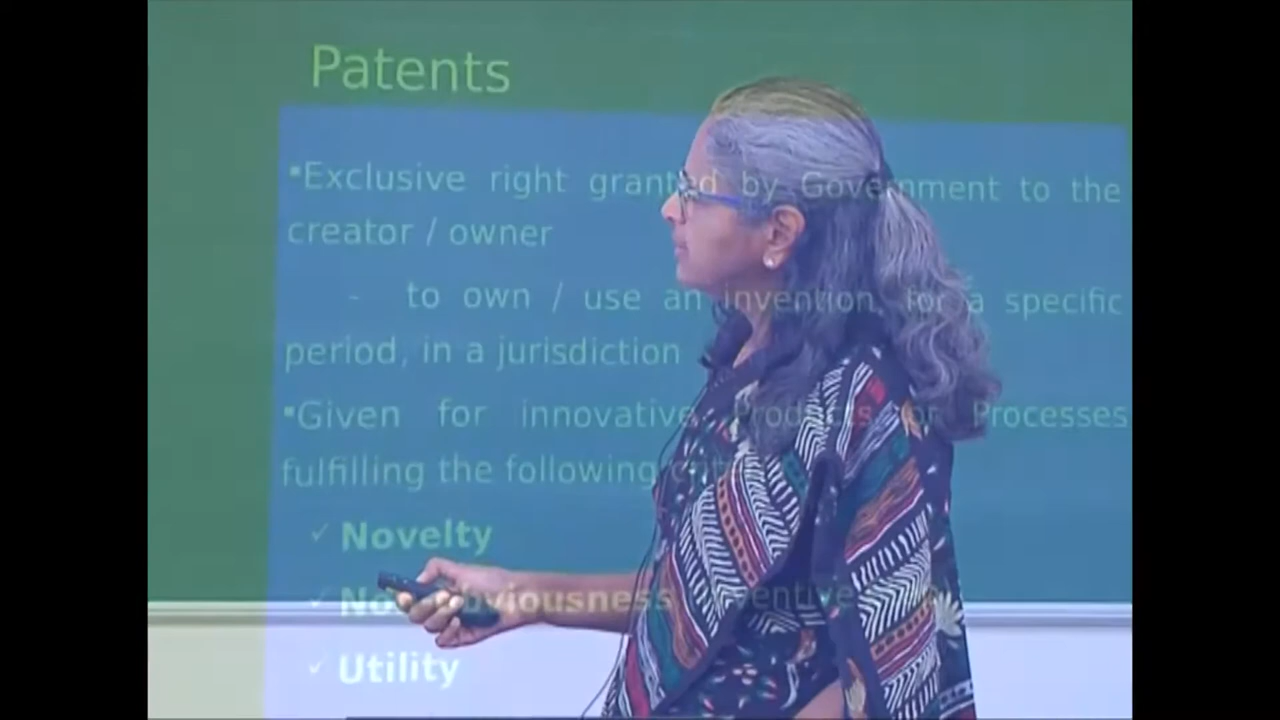 Patents
▪Exclusive right granted by Government to the
creator / owner
- to own / use an invention, for a specific
period, in a jurisdiction
▪Given for innovative Products or Processes
fulfilling the following
✓ Novelty
✓ obviousness
✓ Utility